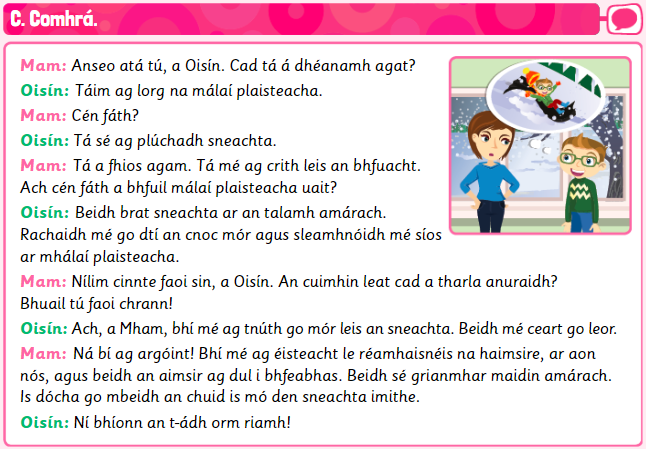 C. Comhrá.
Mam: Anseo atá tú, a Oisín. Cad tá á dhéanamh agat?
Oisín: Táim ag lorg na málaí plaisteacha.
Mam: Cén fáth?
Oisín: Tá sé ag plúchadh sneachta.
Mam: Tá a fhios agam. Tá mé ag crith leis an bhfuacht.
Ach cén fáth a bhfuil málaí plaisteacha uait?
Oisín: Beidh brat sneachta ar an talamh amárach.
Rachaidh mé go dtí an cnoc mór agus sleamhnóidh mé síos
ar mhálaí plaisteacha.
Mam: Nílim cinnte faoi sin, a Oisín. An cuimhin leat cad a tharla anuraidh?
Bhuail tú faoi chrann!
Oisín: Ach, a Mham, bhí mé ag tnúth go mór leis an sneachta. Beidh mé ceart go leor.
Mam: Ná bí ag argóint! Bhí mé ag éisteacht le réamhaisnéis na haimsire, ar aon
nós, agus beidh an aimsir ag dul i bhfeabhas. Beidh sé grianmhar maidin amárach.
Is dócha go mbeidh an chuid is mó den sneachta imithe.
Oisín: Ní bhíonn an t-ádh orm riamh!